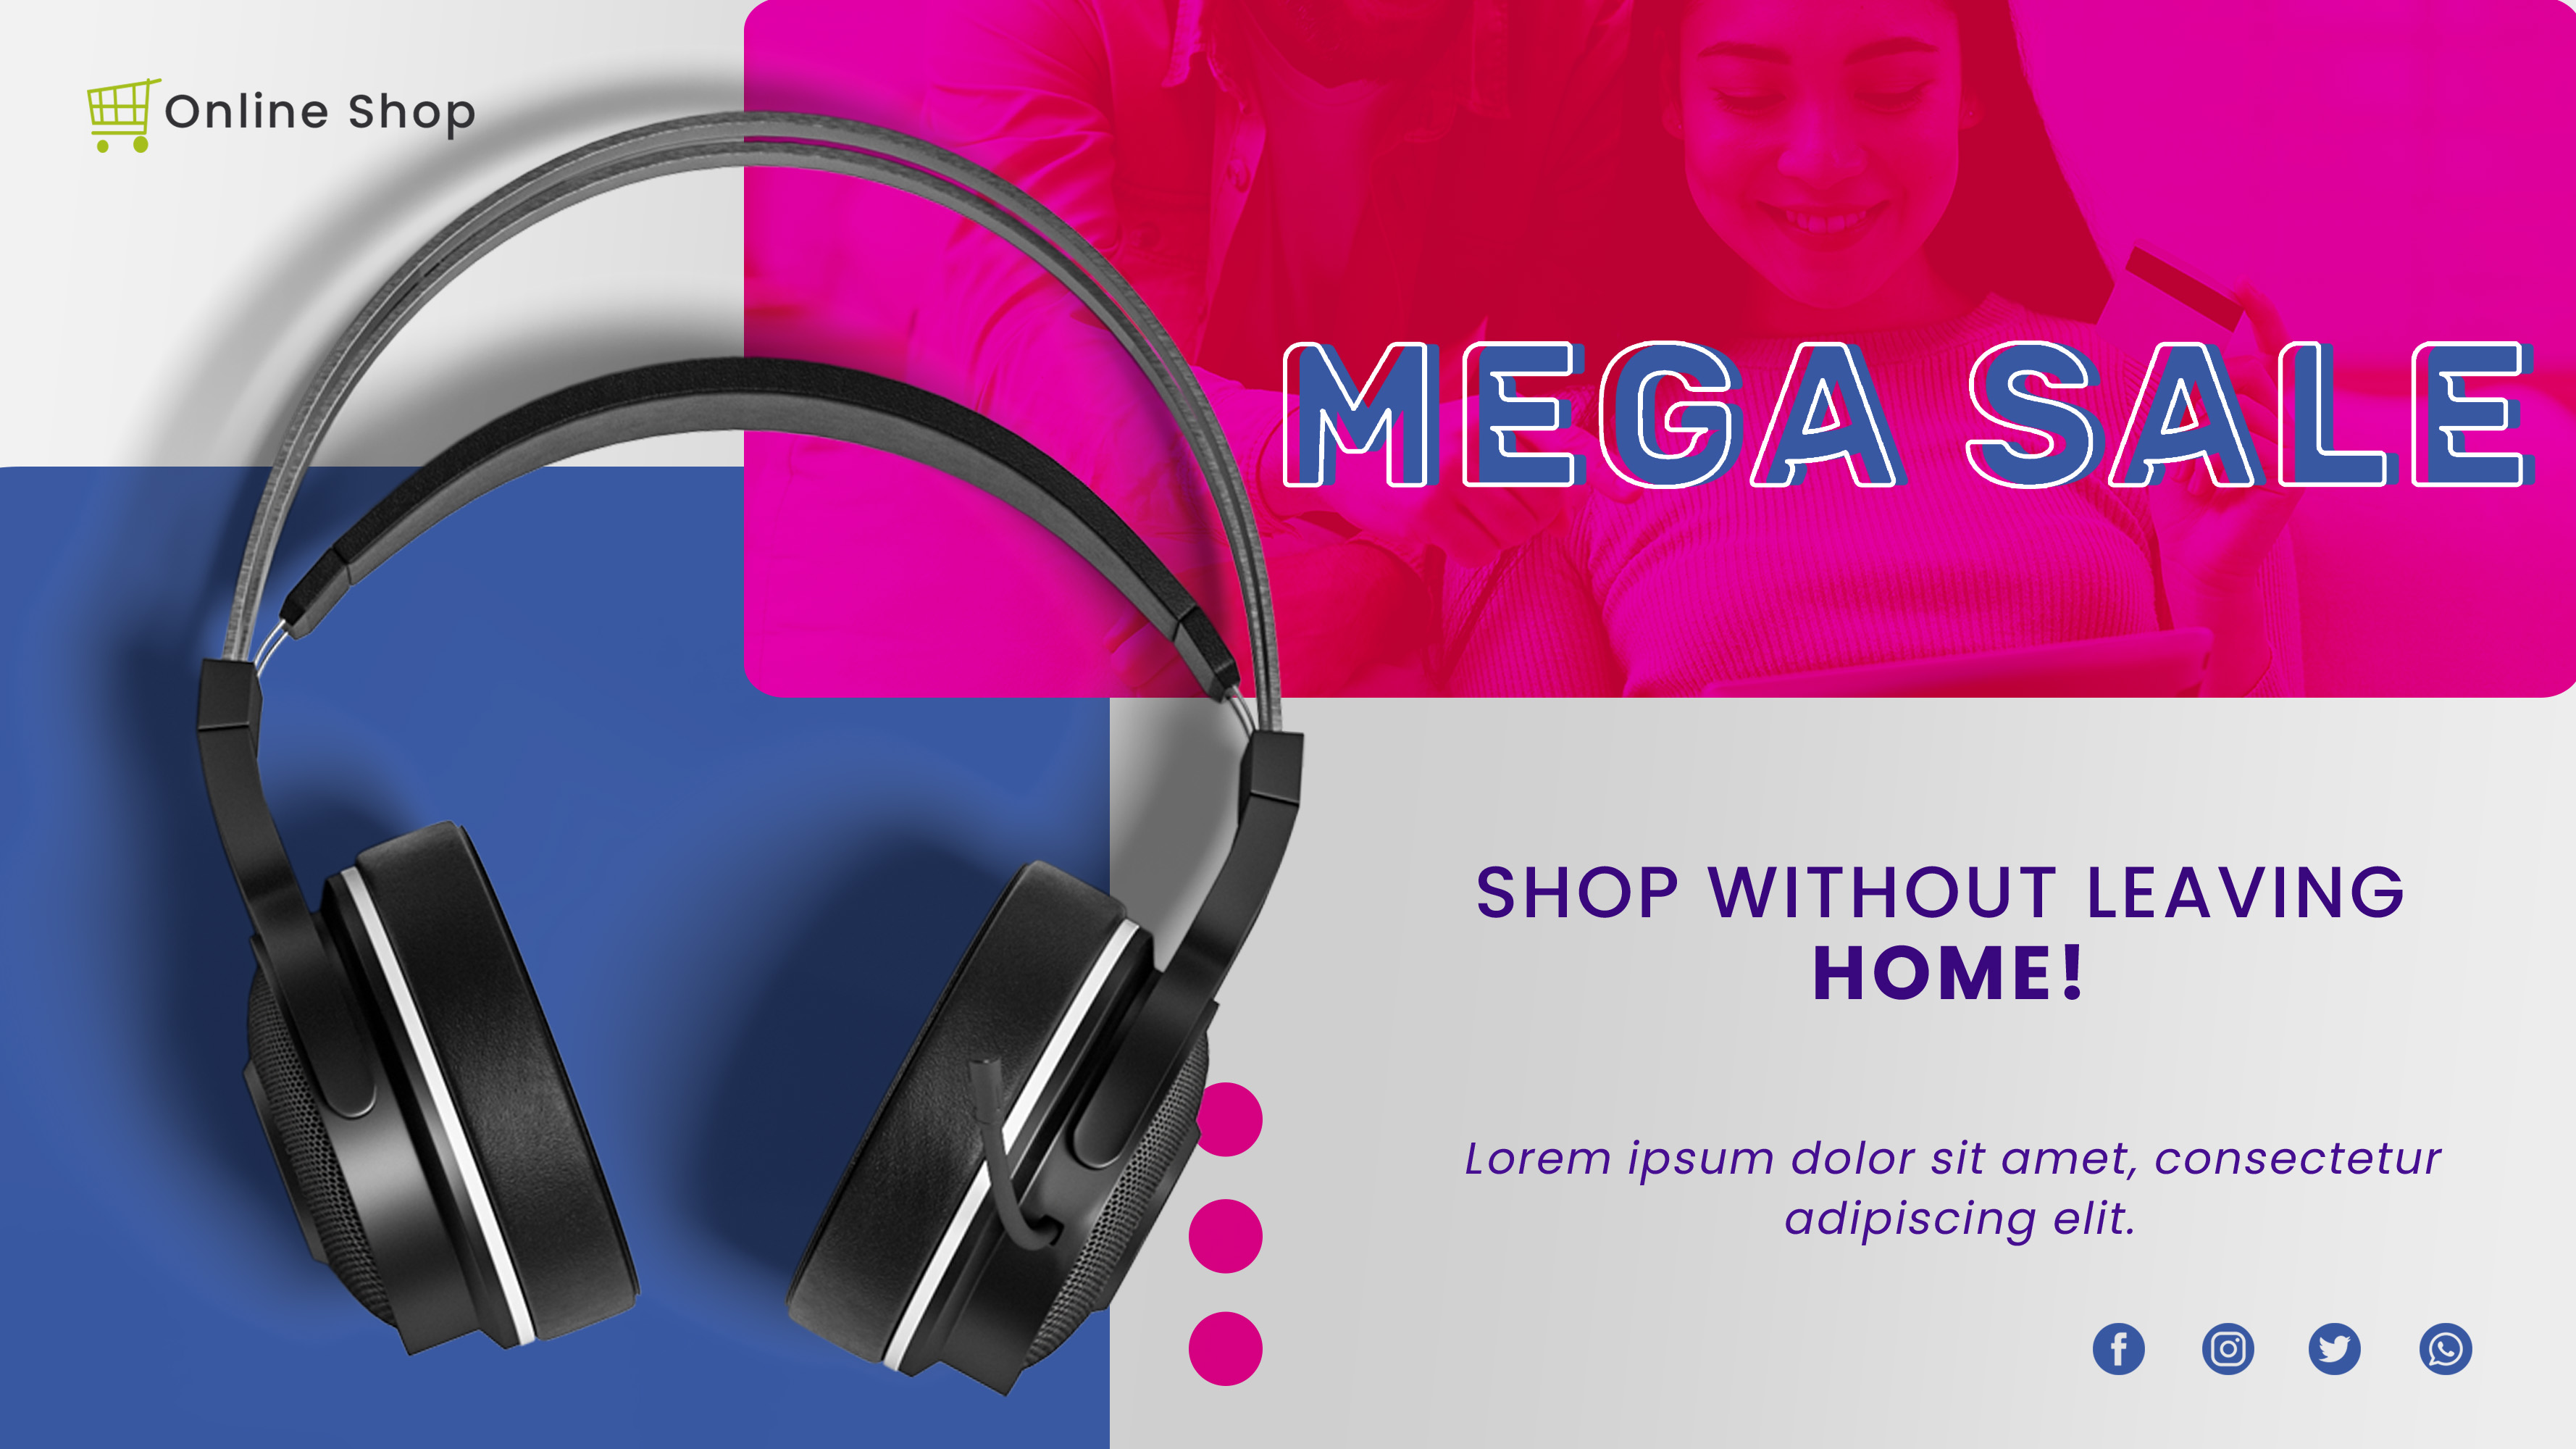 Online Shop
MEGA SALE
SHOP WITHOUT LEAVING
HOME!
Lorem ipsum dolor sit amet, consectetur
adipiscing elit.